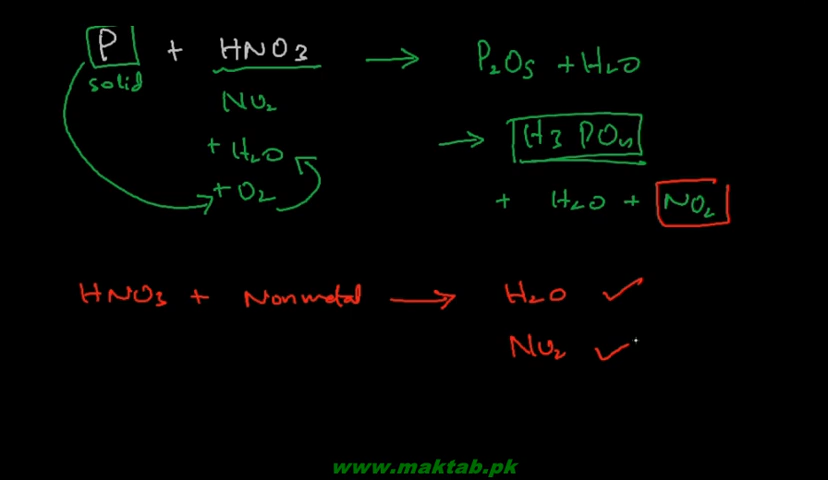 P + HNO3 → P2O5 + H2O
solid
NO2
+ H2O
+ O2
→ H3PO4
+ H2O + NO2
HNO3 + Nonmetal → H2O ✓
NO2 ✓
www.maktab.pk